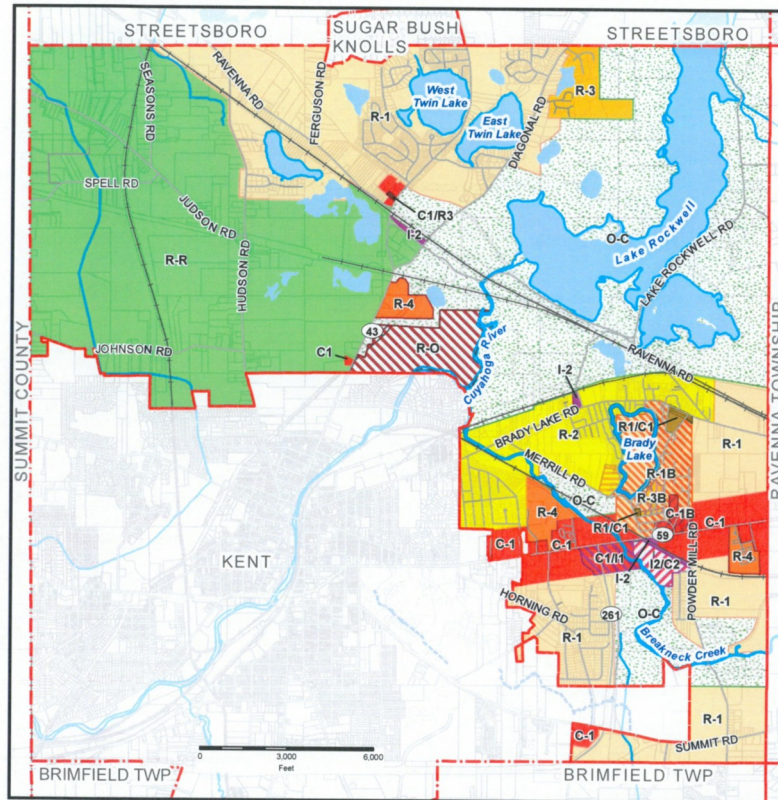 STREETSBORO
SUGAR BUSH
KNOLLS
STREETSBORO
SEASONS RD
RAVENNA RD
FERGUSON RD
R-1
West
Twin Lake
East
Twin Lake
DIAGONAL RD
R-3
SPELL RD
JUDSON RD
HUDSON RD
R-R
C1/R3
I-2
O-C
Lake Rockwell
LAKE ROCKWELL RD
R-4
43
R-O
C1
JOHNSON RD
Cuyahoga River
RAVENNA RD
SUMMIT COUNTY
RAVENNA TOWNSHIP
I-2
BRADY LAKE RD
R-2
R1/C1
Brady
Lake
R-1
MERRILL RD
R-1B
O-C
R-3B
R-4
R1/C1
C-1B
C-1
59
C-1
C-1
C1/I1
I-2
I2/C2
POWDER MILL RD
R-4
KENT
HORNING RD
R-1
261
O-C
R-1
Breakneck Creek
R-1
C-1
SUMMIT RD
0
3,000
6,000
Feet
BRIMFIELD TWP
BRIMFIELD TWP